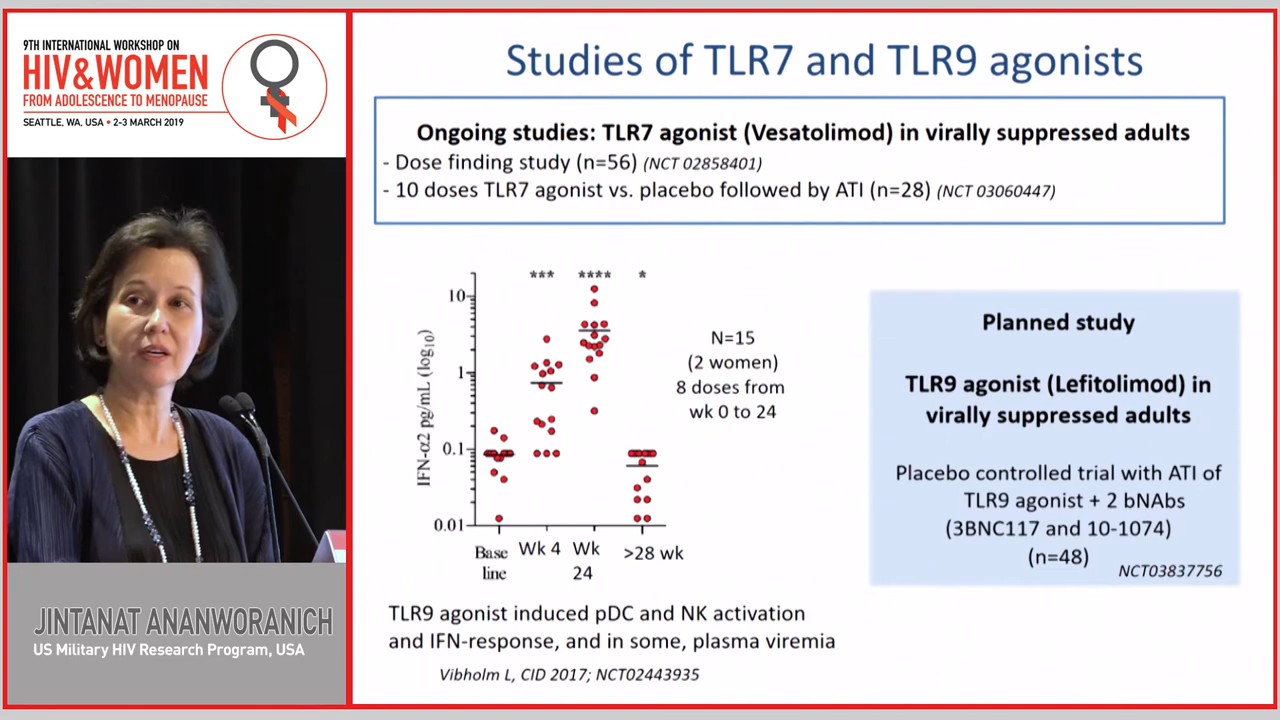 9TH INTERNATIONAL WORKSHOP ON
HIV&WOMEN
FROM ADOLESCENCE TO MENOPAUSE
SEATTLE, WA, USA • 2-3 MARCH 2019
JINTANAT ANANWORANICH
US Military HIV Research Program, USA
Studies of TLR7 and TLR9 agonists
Ongoing studies: TLR7 agonist (Vesatolimod) in virally suppressed adults
- Dose finding study (n=56) (NCT 02858401)
- 10 doses TLR7 agonist vs. placebo followed by ATI (n=28) (NCT 03060447)
*** **** *
10
1
0.1
0.01
IFN-α2 pg/mL (log10)
Base line
Wk 4
Wk 24
>28 wk
N=15
(2 women)
8 doses from
wk 0 to 24
TLR9 agonist induced pDC and NK activation
and IFN-response, and in some, plasma viremia
Vibholm L, CID 2017; NCT02443935
Planned study
TLR9 agonist (Lefitolimod) in
virally suppressed adults
Placebo controlled trial with ATI of
TLR9 agonist + 2 bNAbs
(3BNC117 and 10-1074)
(n=48)
NCT03837756